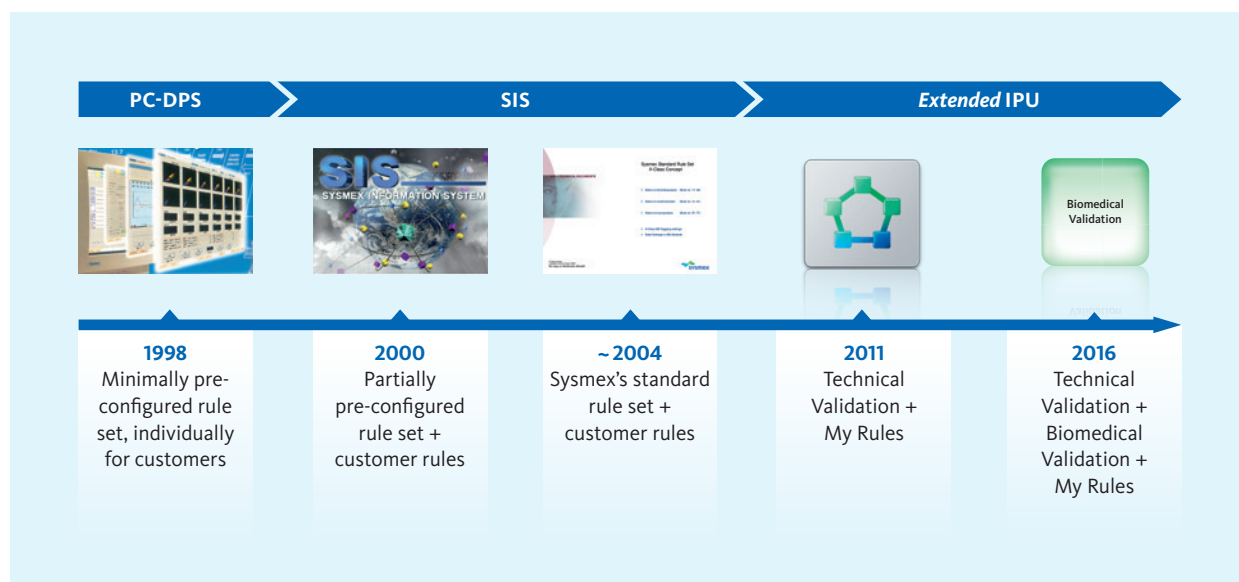 PC-DPS
SIS
Extended IPU
SIS
SYSMEX INFORMATION SYSTEM
Sysmex Standard Rule Set
sysmex
Biomedical
Validation
1998
Minimally pre-
configured rule
set, individually
for customers
2000
Partially
pre-configured
rule set +
customer rules
~ 2004
Sysmex’s standard
rule set +
customer rules
2011
Technical
Validation +
My Rules
2016
Technical
Validation +
Biomedical
Validation +
My Rules